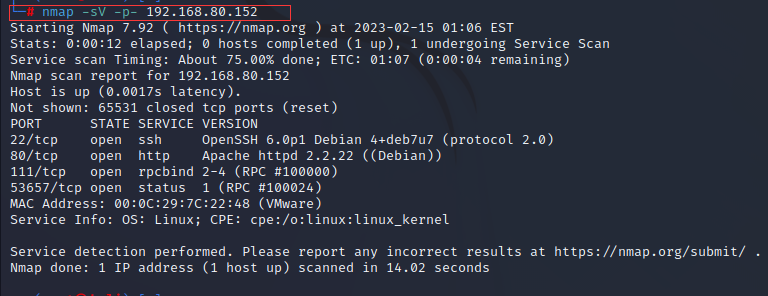 └─# nmap -sV -p- 192.168.80.152
Starting Nmap 7.92 ( https://nmap.org ) at 2023-02-15 01:06 EST
Stats: 0:00:12 elapsed; 0 hosts completed (1 up), 1 undergoing Service Scan
Service scan Timing: About 75.00% done; ETC: 01:07 (0:00:04 remaining)
Nmap scan report for 192.168.80.152
Host is up (0.0017s latency).
Not shown: 65531 closed tcp ports (reset)
PORT      STATE SERVICE VERSION
22/tcp    open  ssh     OpenSSH 6.0p1 Debian 4+deb7u7 (protocol 2.0)
80/tcp    open  http    Apache httpd 2.2.22 ((Debian))
111/tcp   open  rpcbind 2-4 (RPC #100000)
53657/tcp open  status  1 (RPC #100024)
MAC Address: 00:0C:29:7C:22:48 (VMware)
Service Info: OS: Linux; CPE: cpe:/o:linux:linux_kernel
Service detection performed. Please report any incorrect results at https://nmap.org/submit/ .
Nmap done: 1 IP address (1 host up) scanned in 14.02 seconds